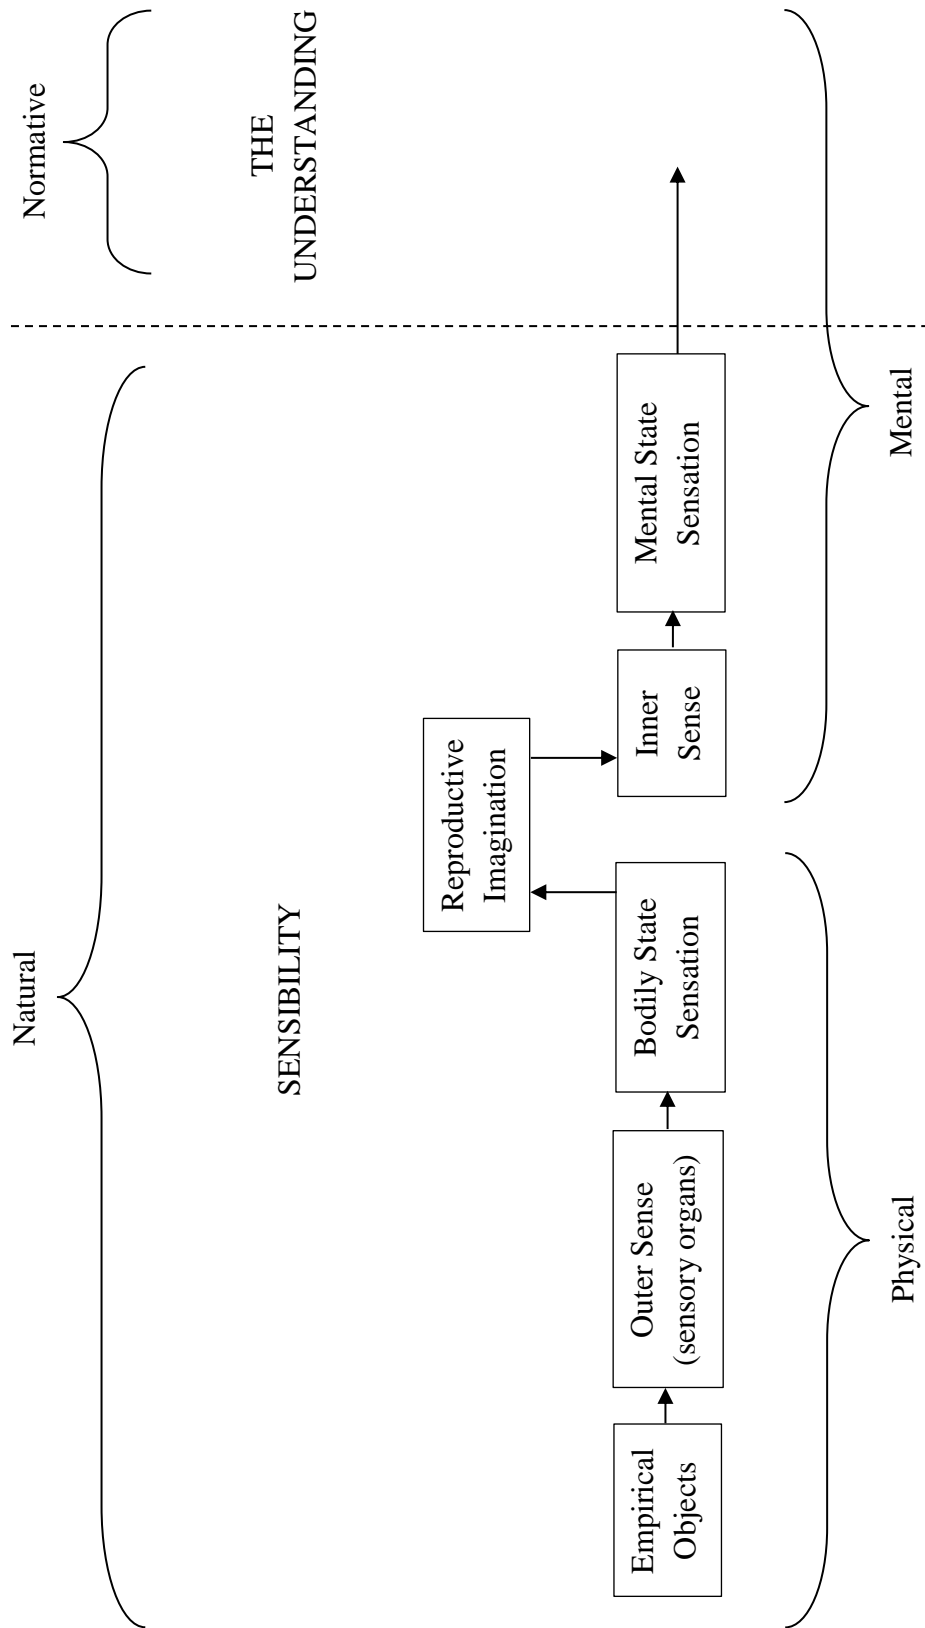 Natural
Normative
SENSIBILITY
THE
UNDERSTANDING
Reproductive
Imagination
Empirical
Objects
Outer Sense
(sensory organs)
Bodily State
Sensation
Inner
Sense
Mental State
Sensation
Physical
Mental